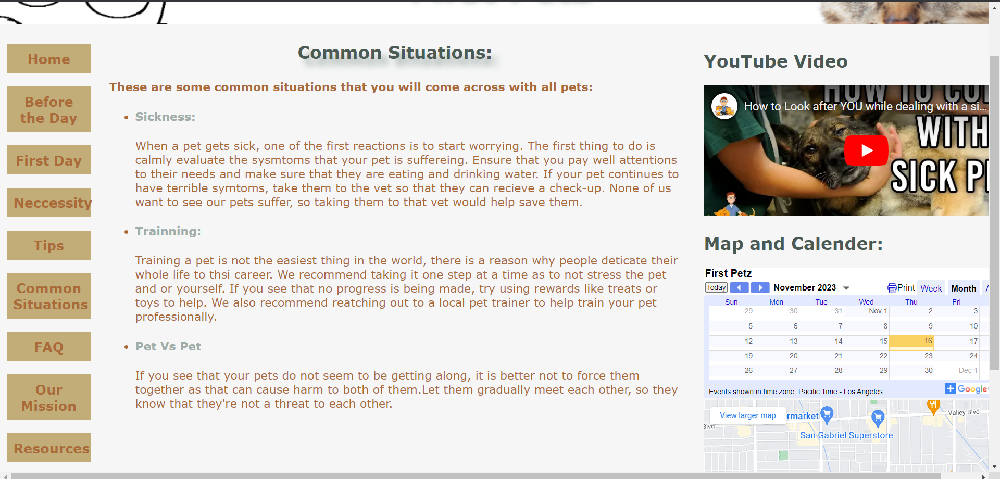 Home
Before
the Day
First Day
Neccessity
Tips
Common
Situations
FAQ
Our
Mission
Resources
Common Situations:
These are some common situations that you will come across with all pets:
Sickness:
When a pet gets sick, one of the first reactions is to start worrying. The first thing to do is
calmly evaluate the sysmtoms that your pet is suffereing. Ensure that you pay well attentions
to their needs and make sure that they are eating and drinking water. If your pet continues to
have terrible symtoms, take them to the vet so that they can recieve a check-up. None of us
want to see our pets suffer, so taking them to that vet would help save them.
Trainning:
Training a pet is not the easiest thing in the world, there is a reason why people deticate their
whole life to thsi career. We recommend taking it one step at a time as to not stress the pet
and or yourself. If you see that no progress is being made, try using rewards like treats or
toys to help. We also recommend reatching out to a local pet trainer to help train your pet
professionally.
Pet Vs Pet
If you see that your pets do not seem to be getting along, it is better not to force them
together as that can cause harm to both of them.Let them gradually meet each other, so they
know that they're not a threat to each other.
YouTube Video
HOW TO
How to Look after YOU while dealing with a si...
WITH
SICK
Map and Calender:
First Petz
Today November 2023 Print Week Month
Sun Mon Tue Wed Thu Fri
29 30 31 Nov 1 2 3
5 6 7 8 9 10
12 13 14 15 16 17
19 20 21 22 23 24
26 27 28 29 30 Dec 1
Events shown in time zone: Pacific Time - Los Angeles
Google
View larger map
ermarket
Valley Blvd
Blvd
San Gabriel Superstore